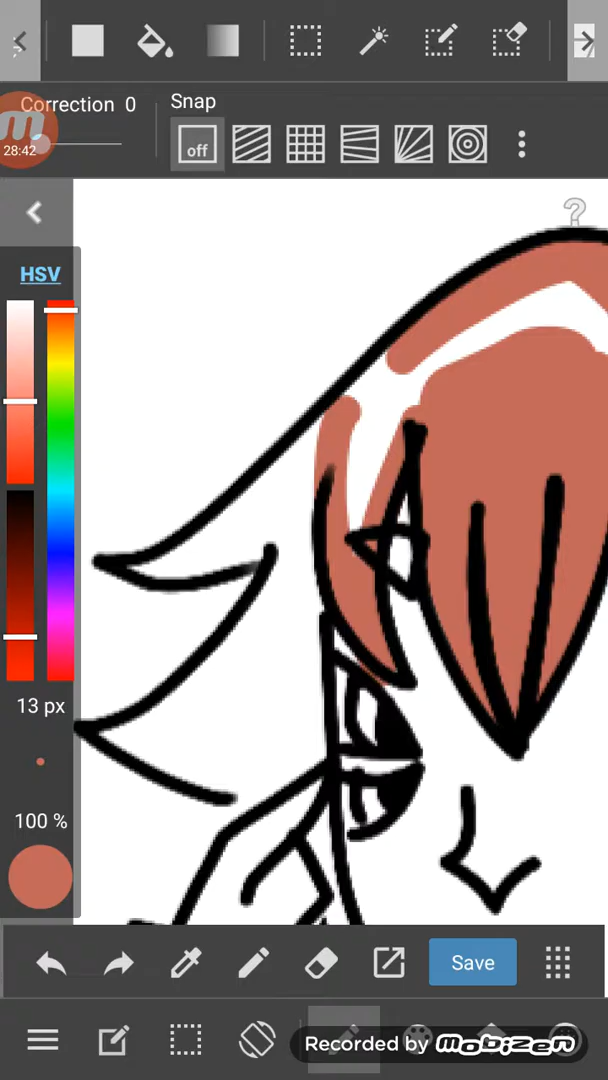 Correction 0
Snap
off
28:42
HSV
13 px
100 %
Save
Recorded by mobizen